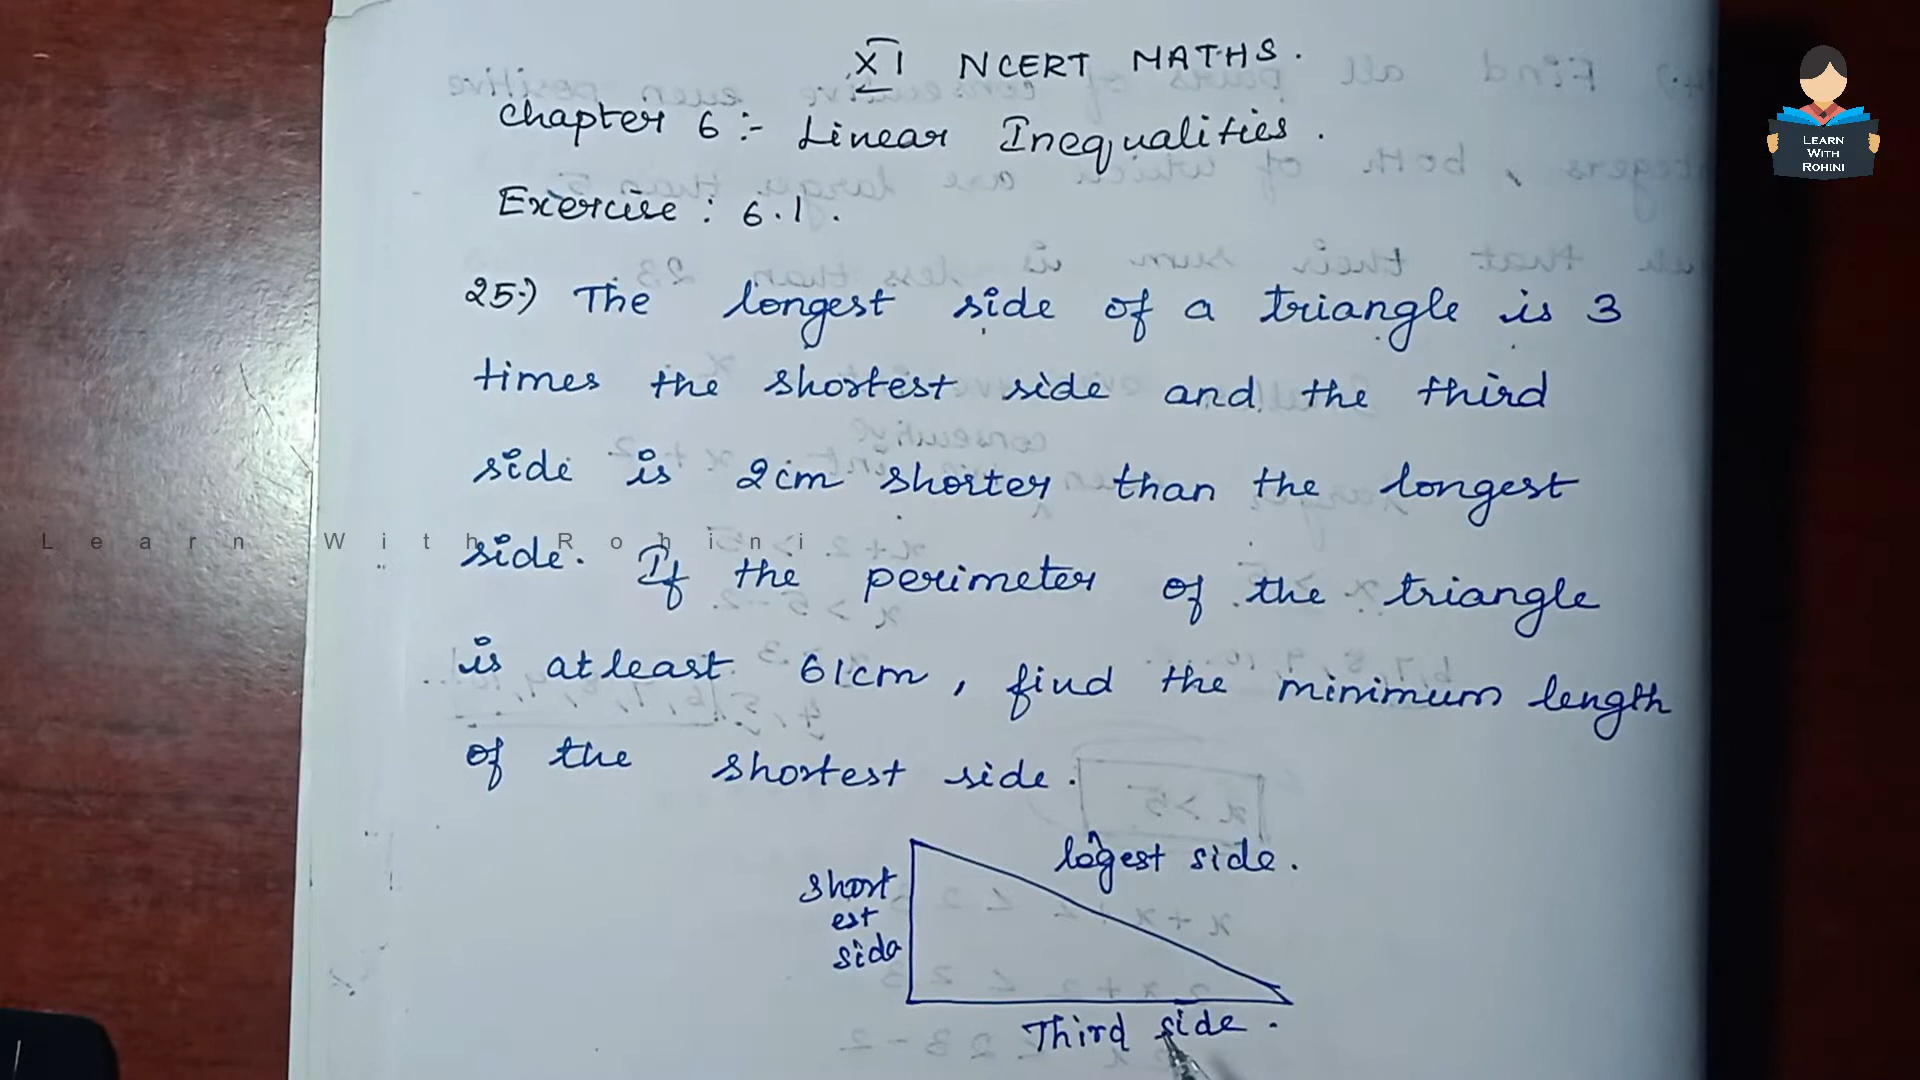 XI NCERT MATHS.
Chapter 6 :- Linear Inequalities.
Exercise : 6.1.
25.) The longest side of a triangle is 3
times the shortest side and the third
side is 2cm shorter than the longest
side. If the perimeter of the triangle
is atleast 61cm, find the minimum length
of the shortest side.
logest side.
short
est
side
Third side.
Learn With Rohini
LEARN
WITH
ROHINI